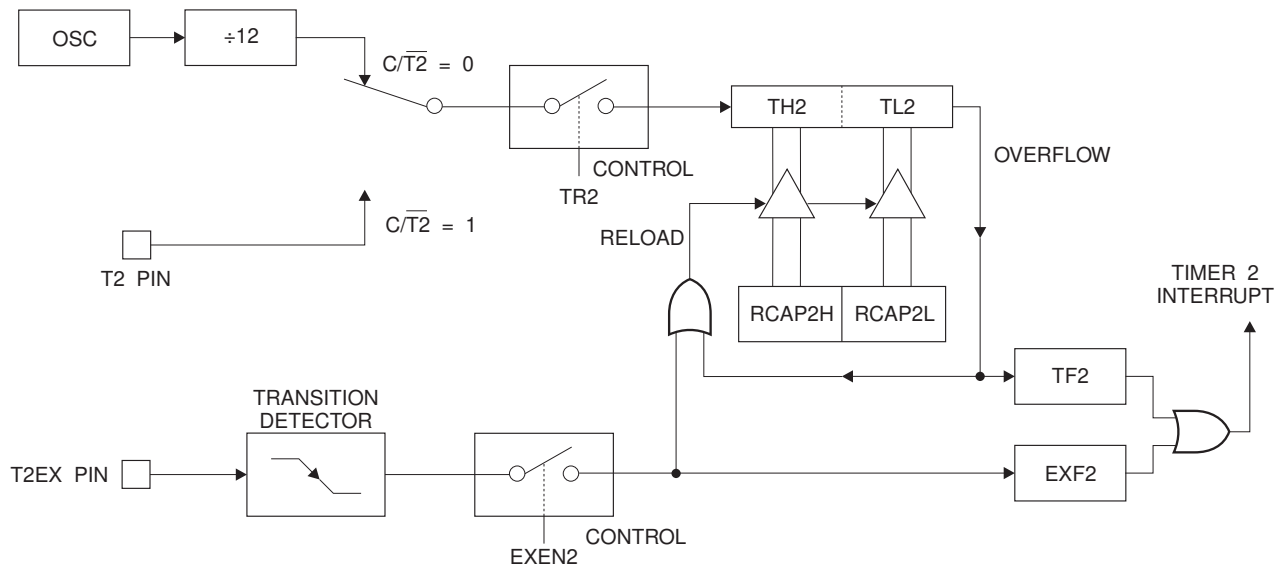 OSC
÷12
C/T2̅ = 0
TH2
TL2
OVERFLOW
CONTROL
TR2
C/T2̅ = 1
T2 PIN
RELOAD
RCAP2H
RCAP2L
TIMER 2
INTERRUPT
TF2
TRANSITION
DETECTOR
T2EX PIN
EXF2
CONTROL
EXEN2